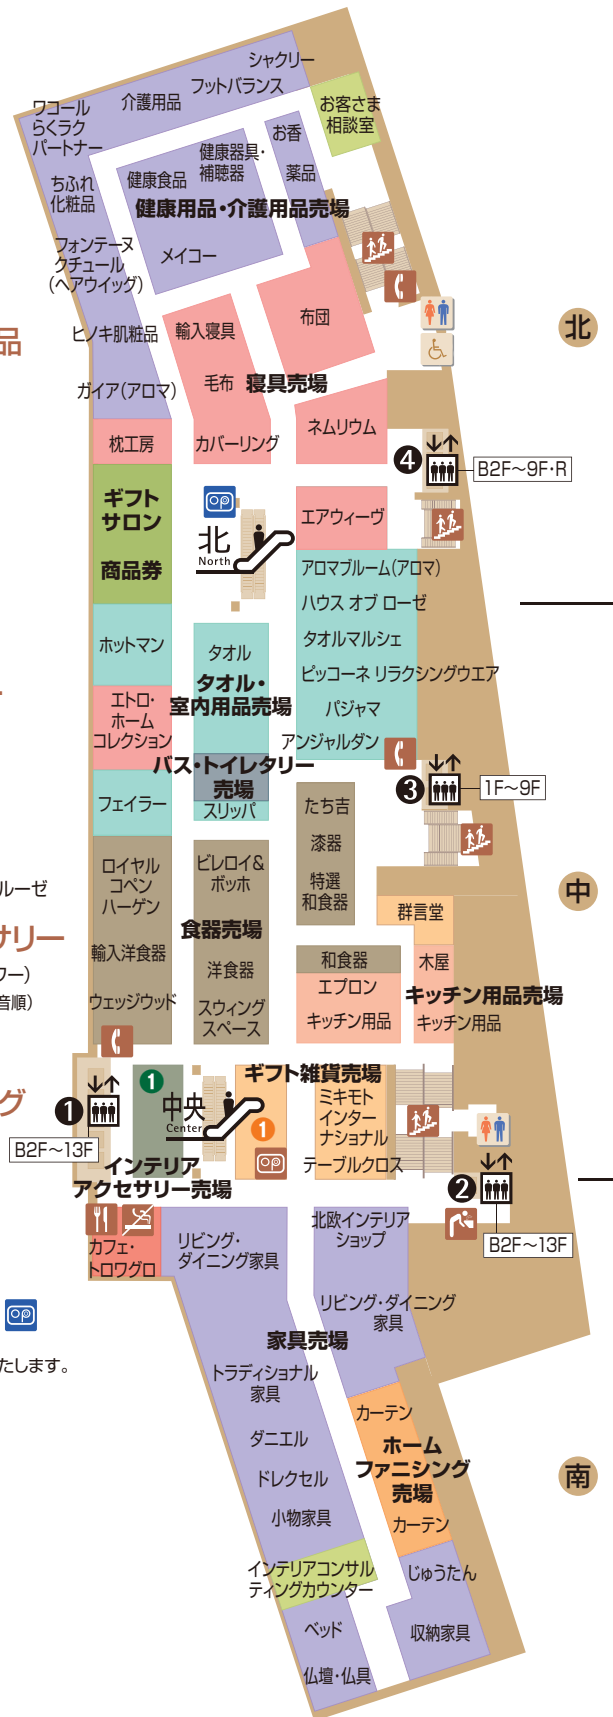 シャクリー
フットバランス
介護用品
ワコール
らくラク
パートナー
お客さま
相談室
お香
薬品
健康器具・
補聴器
健康食品
ちふれ
化粧品
健康用品・介護用品売場
メイコー
フォンテーヌ
クチュール
(ヘアウイッグ)
布団
輸入寝具
ヒノキ肌粧品
品
北
毛布
寝具売場
ガイア(アロマ)
ネムリウム
枕工房
カバーリング
4
B2F〜9F・R
ギフト
サロン
商品券
OP
北
North
エアウィーヴ
アロマブルーム(アロマ)
ハウス オブ ローゼ
ホットマン
タオル
タオルマルシェ
タオル・
室内用品売場
ピッコーネ リラクシングウエア
エトロ・
ホーム
コレクション
パジャマ
アンジャルダン
バス・トイレタリー
売場
スリッパ
フェイラー
3
1F〜9F
たち吉
漆器
特選
和食器
ロイヤル
コペン
ハーゲン
ビレロイ&
ボッホ
ルーゼ
中
食器売場
群言堂
サリー
輸入洋食器
洋食器
和食器
木屋
ワー)
エプロン
キッチン用品売場
音順)
ウェッジウッド
スウィング
スペース
キッチン用品
キッチン用品
グ
ギフト雑貨売場
1
1
中央
Center
1
B2F〜13F
OP
ミキモト
インター
ナショナル
テーブルクロス
インテリア
アクセサリー売場
2
B2F〜13F
カフェ・
トロワグロ
リビング・
ダイニング家具
北欧インテリア
ショップ
OP
リビング・ダイニング
家具
家具売場
たします。
トラディショナル
家具
カーテン
ダニエル
ホーム
ファニシング
売場
ドレクセル
南
小物家具
カーテン
インテリアコンサル
ティングカウンター
じゅうたん
ベッド
収納家具
仏壇・仏具